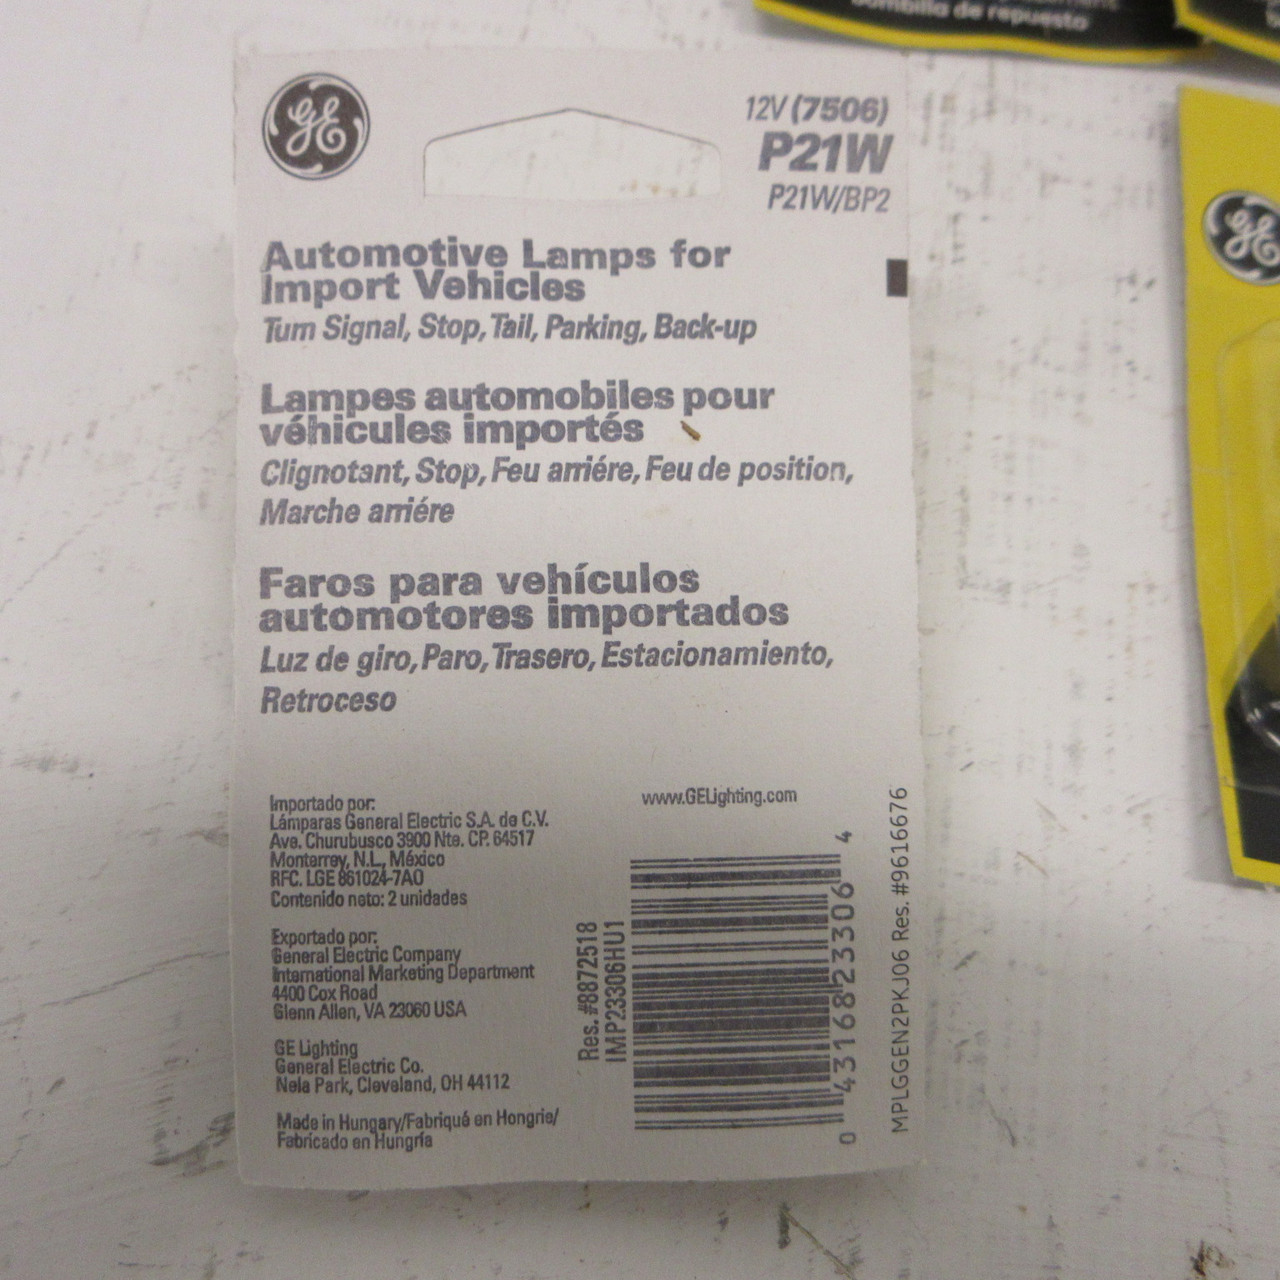 bombilla de repuesto
GE
12V (7506)
P21W
P21W/BP2
Automotive Lamps for
Import Vehicles
Turn Signal, Stop, Tail, Parking, Back-up
Lampes automobiles pour
véhicules importés
Clignotant, Stop, Feu arriére, Feu de position,
Marche arriére
Faros para vehículos
automotores importados
Luz de giro, Paro, Trasero, Estacionamiento,
Retroceso
Importado por:
Lámparas General Electric S.A. de C.V.
Ave. Churubusco 3900 Nte. CP. 64517
Monterrey, N.L., México
RFC. LGE 861024-7A0
Contenido neto: 2 unidades
Exportado por:
General Electric Company
International Marketing Department
4400 Cox Road
Glenn Allen, VA 23060 USA
GE Lighting
General Electric Co.
Nela Park, Cleveland, OH 44112
Made in Hungary/Fabriqué en Hongrie/
Fabricado en Hungría
www.GELighting.com
Res. #8872518
IMP23306HU1
0 43168 23306 4
MPLGGEN2PKJ06 Res. #9616676
GE